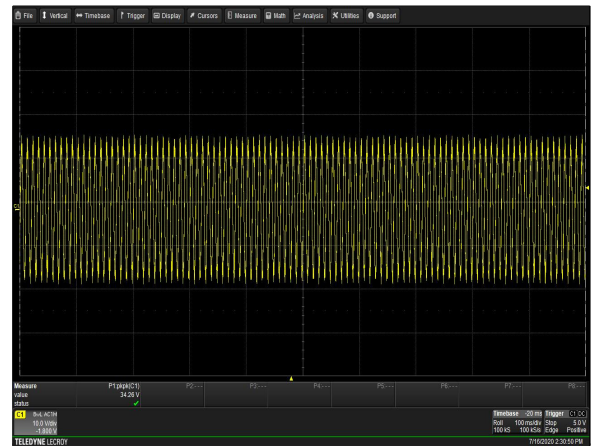 File Vertical Timebase Trigger Display Cursors Measure Math Analysis Utilities Support
Measure P1:pkpk(C1) P2:--- P3:--- P4:--- P5:--- P6:--- P7:--- P8:---
value 34.26 V
status
C1 BwL AC1M
10.0 V/div
-1.800 V
Timebase -20 ms Trigger C1 DC
Roll 100 ms/div Stop 5.0 V
100 kS 100 kS/s Edge Positive
TELEDYNE LECROY 7/16/2020 2:30:50 PM